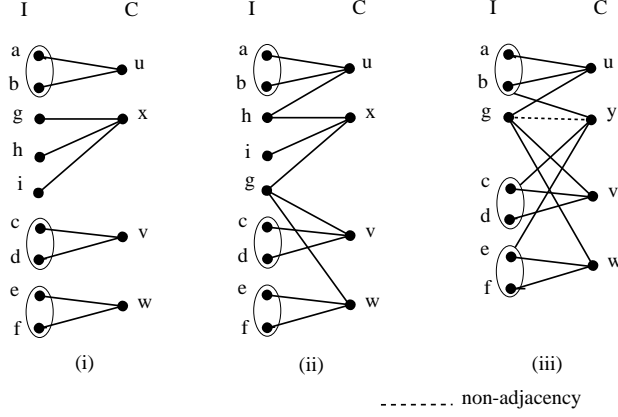 I C I C I C
a u a u a u
b b b
g x h x g y
h i
i g c v
c v c v d
d d e w
e w e w f
f f
(i) (ii) (iii)
non-adjacency